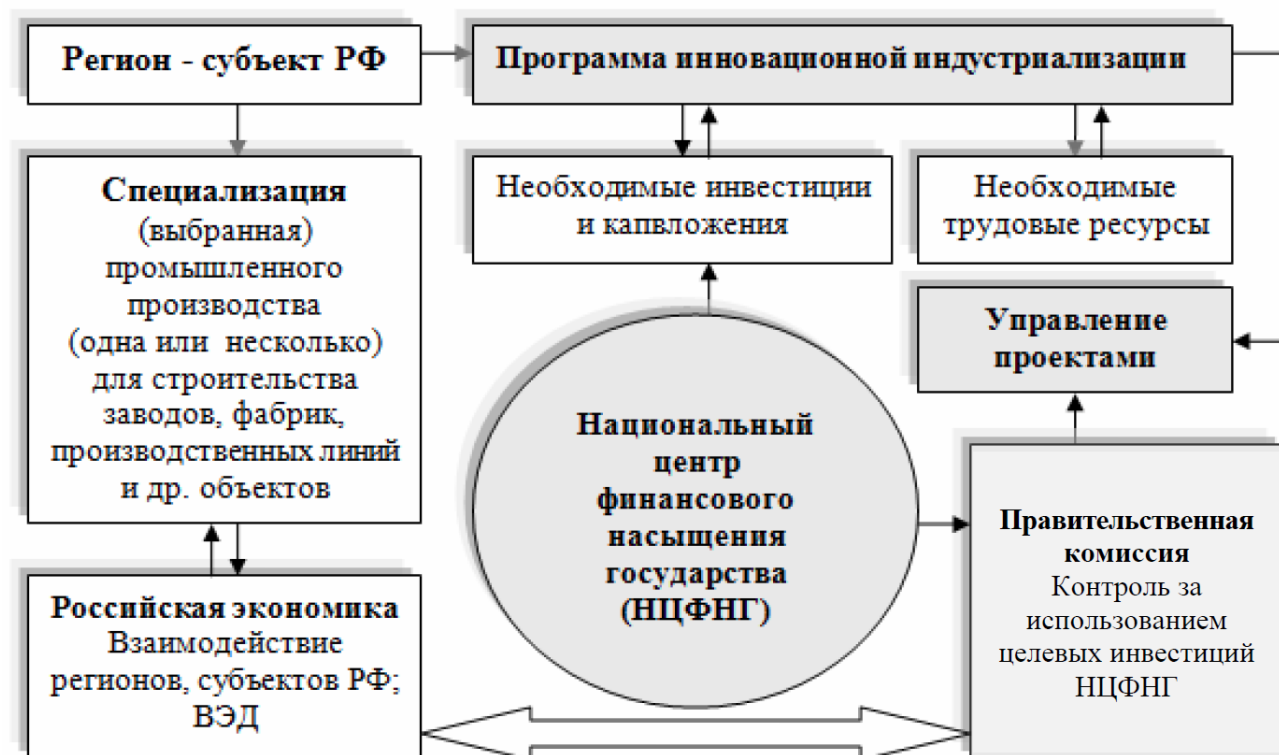 Регион - субъект РФ
Программа инновационной индустриализации
Специализация
(выбранная)
промышленного
производства
(одна или несколько)
для строительства
заводов, фабрик,
производственных линий
и др. объектов
Необходимые инвестиции
и капвложения
Необходимые
трудовые ресурсы
Управление
проектами
Национальный
центр
финансового
насыщения
государства
(НЦФНГ)
Правительственная
комиссия
Контроль за
использованием
целевых инвестиций
НЦФНГ
Российская экономика
Взаимодействие
регионов, субъектов РФ;
ВЭД